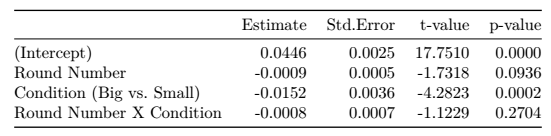 Estimate Std.Error t-value p-value
(Intercept) 0.0446 0.0025 17.7510 0.0000
Round Number -0.0009 0.0005 -1.7318 0.0936
Condition (Big vs. Small) -0.0152 0.0036 -4.2823 0.0002
Round Number X Condition -0.0008 0.0007 -1.1229 0.2704